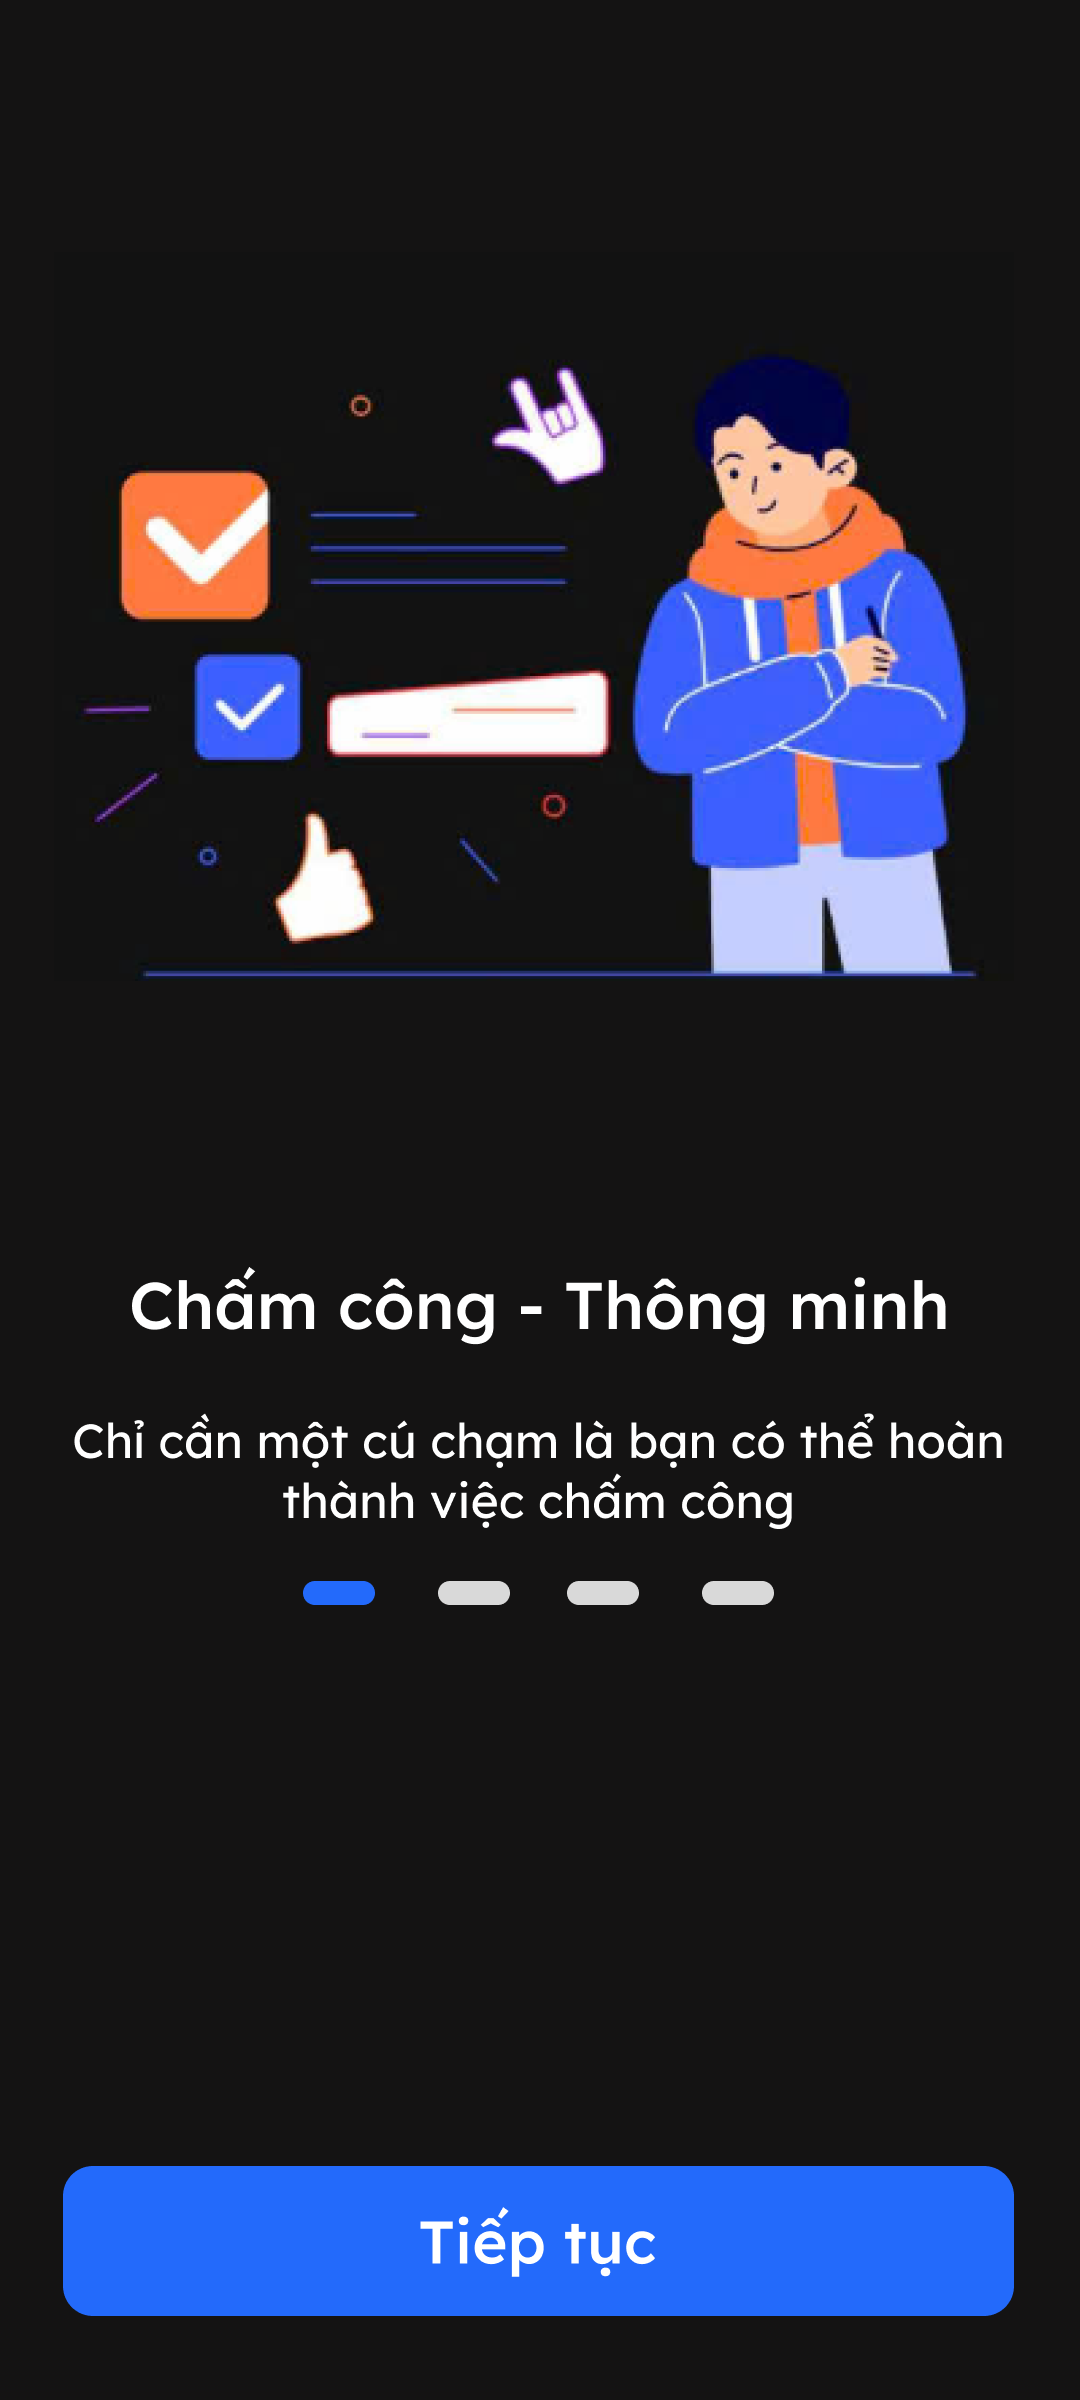 Chấm công - Thông minh
Chỉ cần một cú chạm là bạn có thể hoàn
thành việc chấm công
Tiếp tục